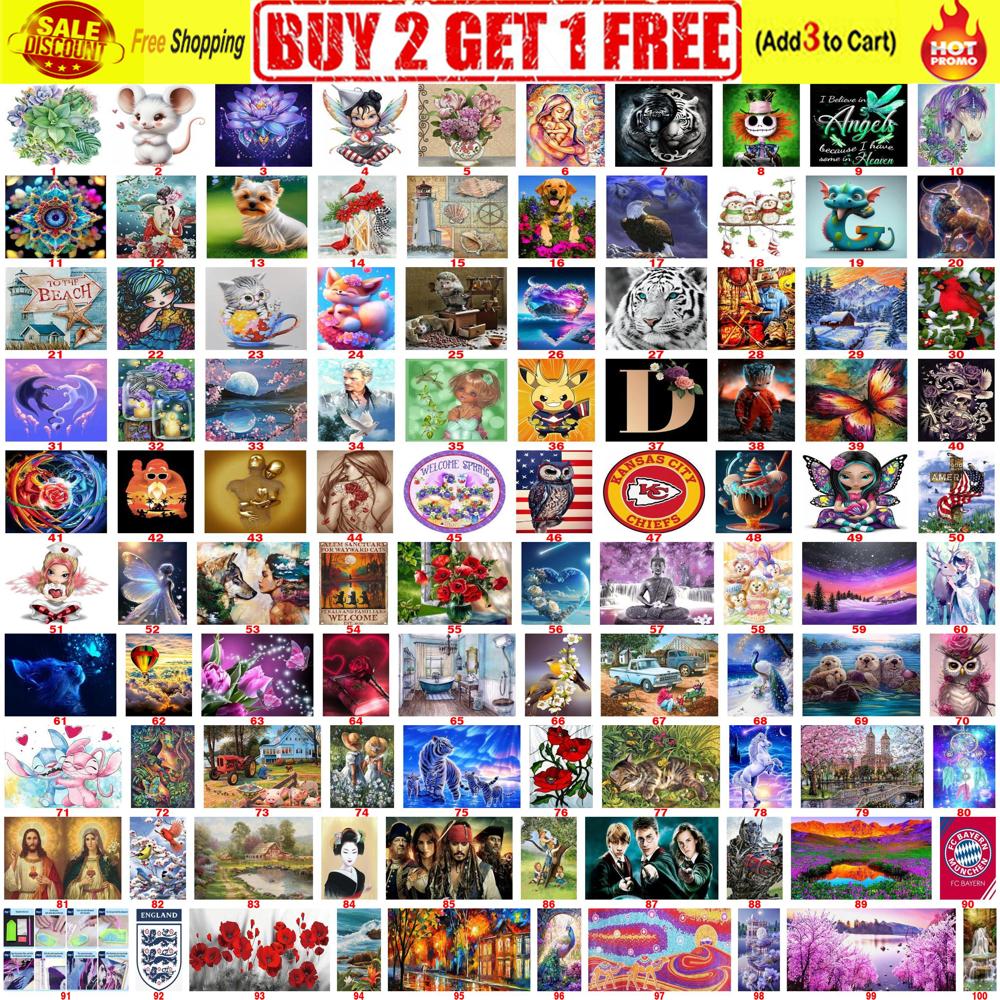 SALE
DISCOUNT
Free Shopping
BUY 2 GET 1 FREE
(Add 3 to Cart)
HOT
PROMO
I Believe in
Angels
because I have
some in Heaven
1 2 3 4 5 6 7 8 9 10
11 12 13 14 15 16 17 18 19 20
TO THE
BEACH
21 22 23 24 25 26 27 28 29 30
D
31 32 33 34 35 36 37 38 39 40
WELCOME SPRING
KANSAS CITY
KC
CHIEFS
41 42 43 44 45 46 47 48 49 50
FOR WAYWARD CATS
WELCOME
51 52 53 54 55 56 57 58 59 60
61 62 63 64 65 66 67 68 69 70
71 72 73 74 75 76 77 78 79 80
FC BAYERN
MÜNCHEN
FC BAYERN
81 82 83 84 85 86 87 88 89 90
ENGLAND
91 92 93 94 95 96 97 98 99 100